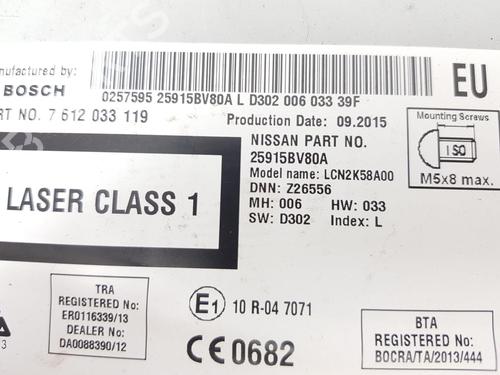 nufactured by:
BOSCH
0257595 25915BV80A L D302 006 033 39F
EU
RT NO. 7 612 033 119
Production Date: 09.2015
Mounting Screws
ISO
M5x8 max.
NISSAN PART NO.
25915BV80A
Model name: LCN2K58A00
DNN: Z26556
MH: 006 HW: 033
SW: D302 Index: L
LASER CLASS 1
TRA
REGISTERED No:
ER0116339/13
DEALER No:
DA0088390/12
E1 10 R-04 7071
CE0682
BTA
REGISTERED No:
BOCRA/TA/2013/444